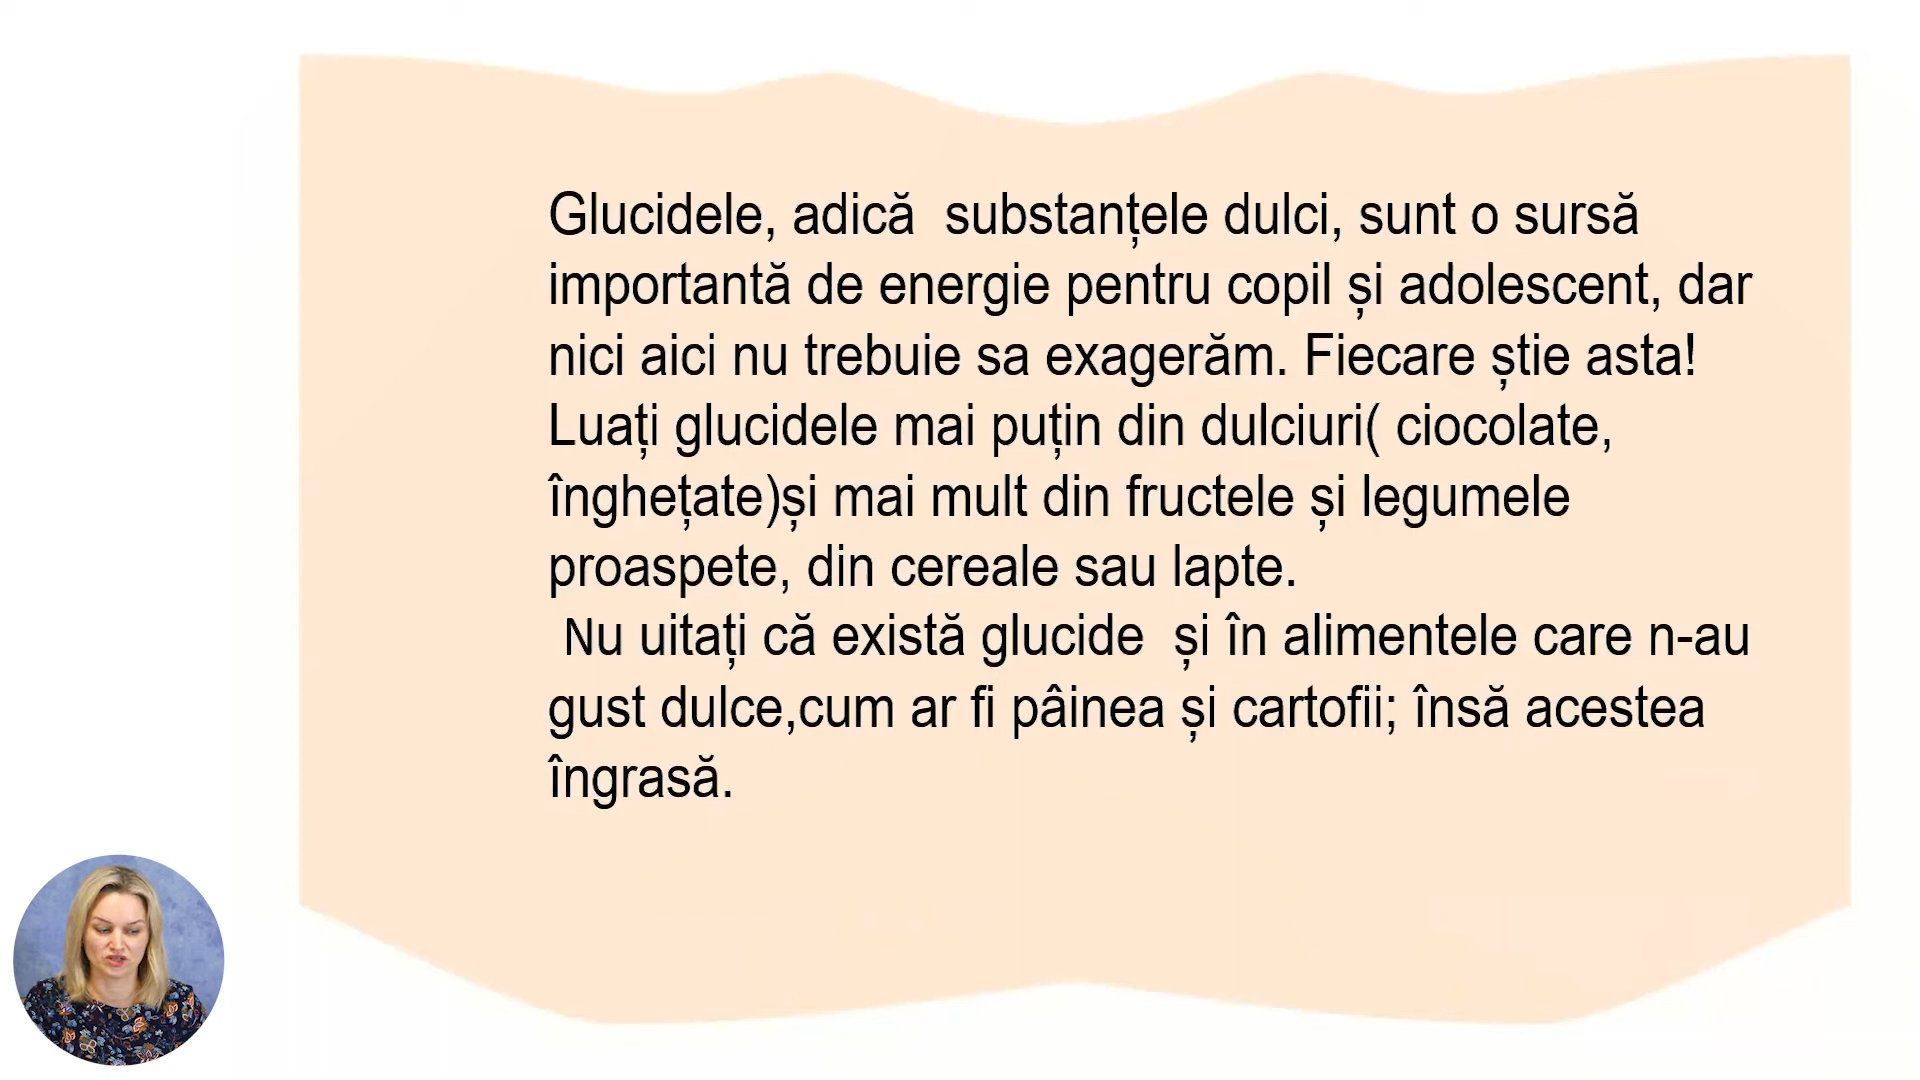 Glucidele, adică  substanțele dulci, sunt o sursă
importantă de energie pentru copil și adolescent, dar
nici aici nu trebuie sa exagerăm. Fiecare știe asta!
Luați glucidele mai puțin din dulciuri( ciocolate,
înghețate)și mai mult din fructele și legumele
proaspete, din cereale sau lapte.
Nu uitați că există glucide  și în alimentele care n-au
gust dulce,cum ar fi pâinea și cartofii; însă acestea
îngrasă.